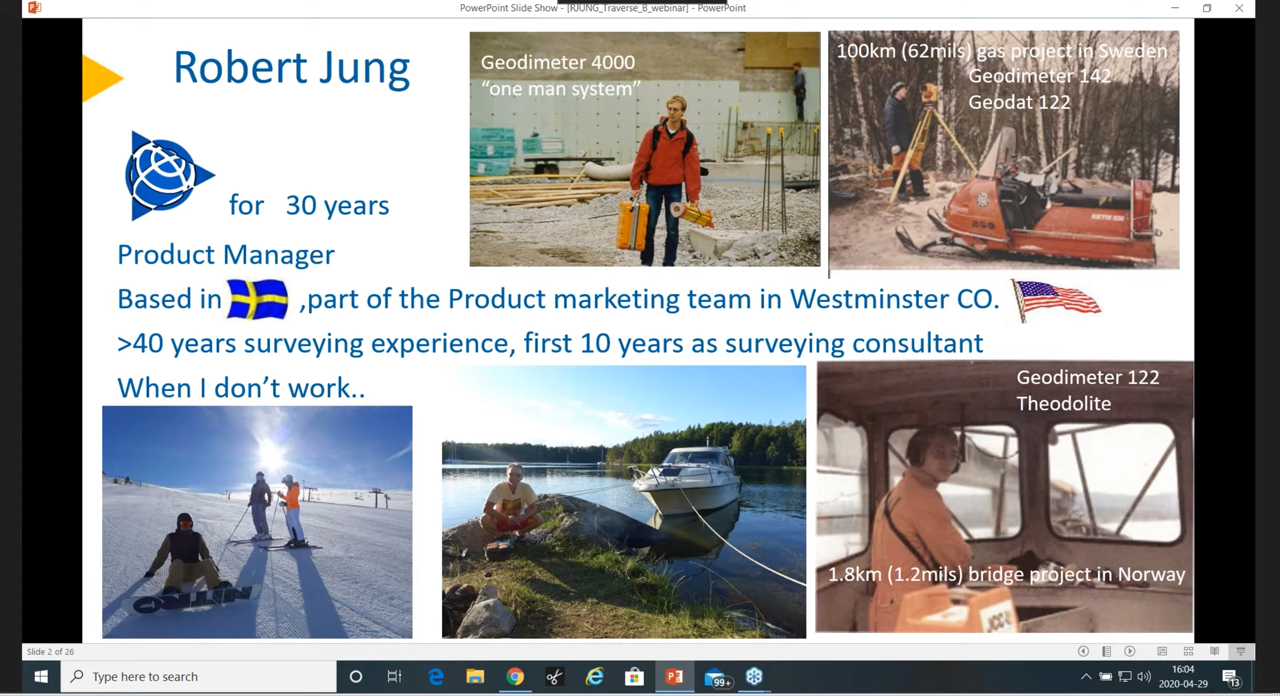 PowerPoint Slide Show - [RJUNG_Traverse_B_webinar] - PowerPoint
Robert Jung
for 30 years
Product Manager
Based in ,part of the Product marketing team in Westminster CO.
>40 years surveying experience, first 10 years as surveying consultant
When I don’t work..
Geodimeter 4000
“one man system”
100km (62mils) gas project in Sweden
Geodimeter 142
Geodat 122
Geodimeter 122
Theodolite
1.8km (1.2mils) bridge project in Norway
NITRO
Slide 2 of 26
Type here to search
99+
16:04
2020-04-29
13